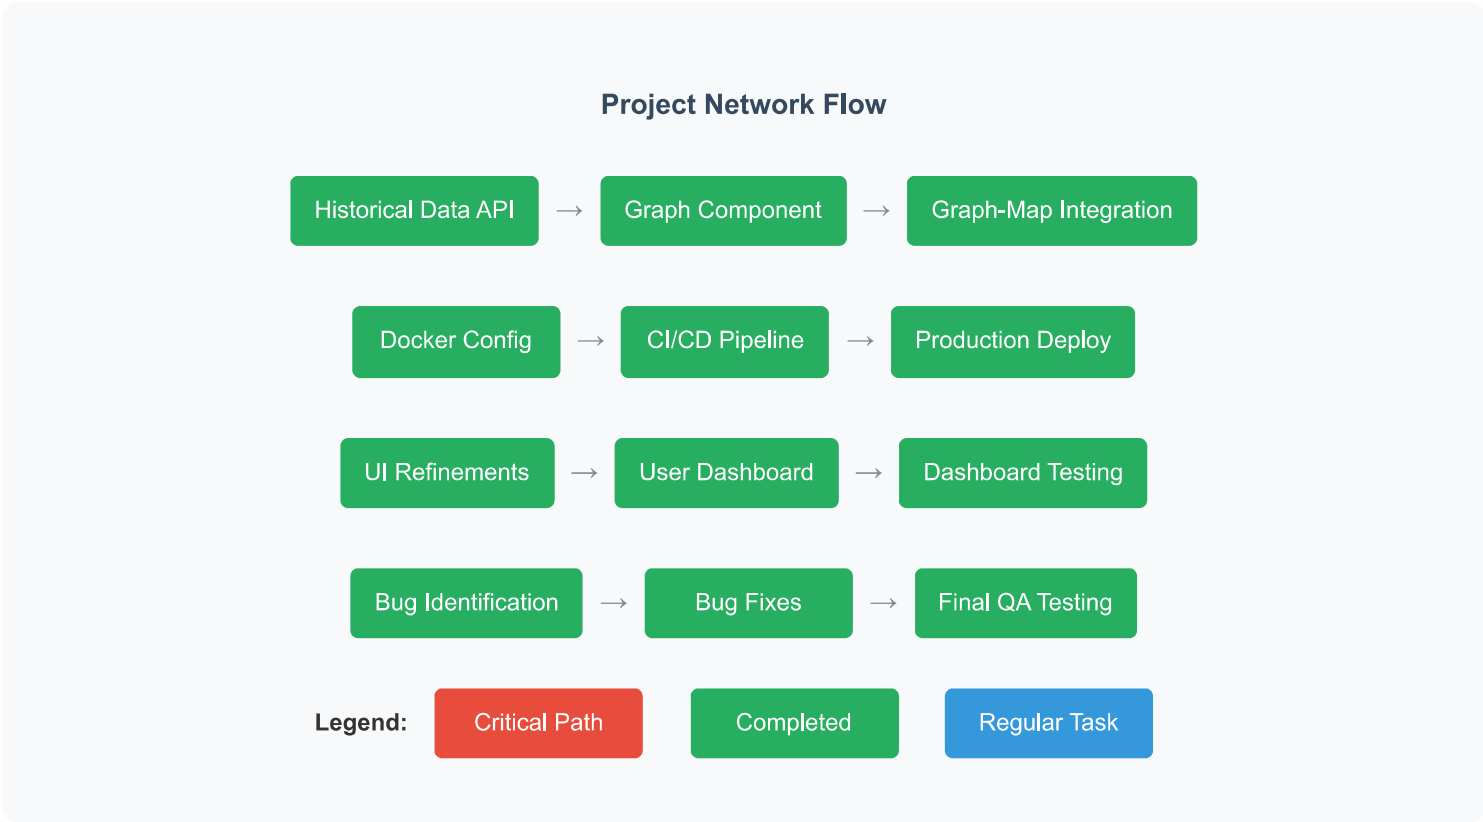 Project Network Flow
Historical Data API → Graph Component → Graph-Map Integration
Docker Config → CI/CD Pipeline → Production Deploy
UI Refinements → User Dashboard → Dashboard Testing
Bug Identification → Bug Fixes → Final QA Testing
Legend: Critical Path Completed Regular Task